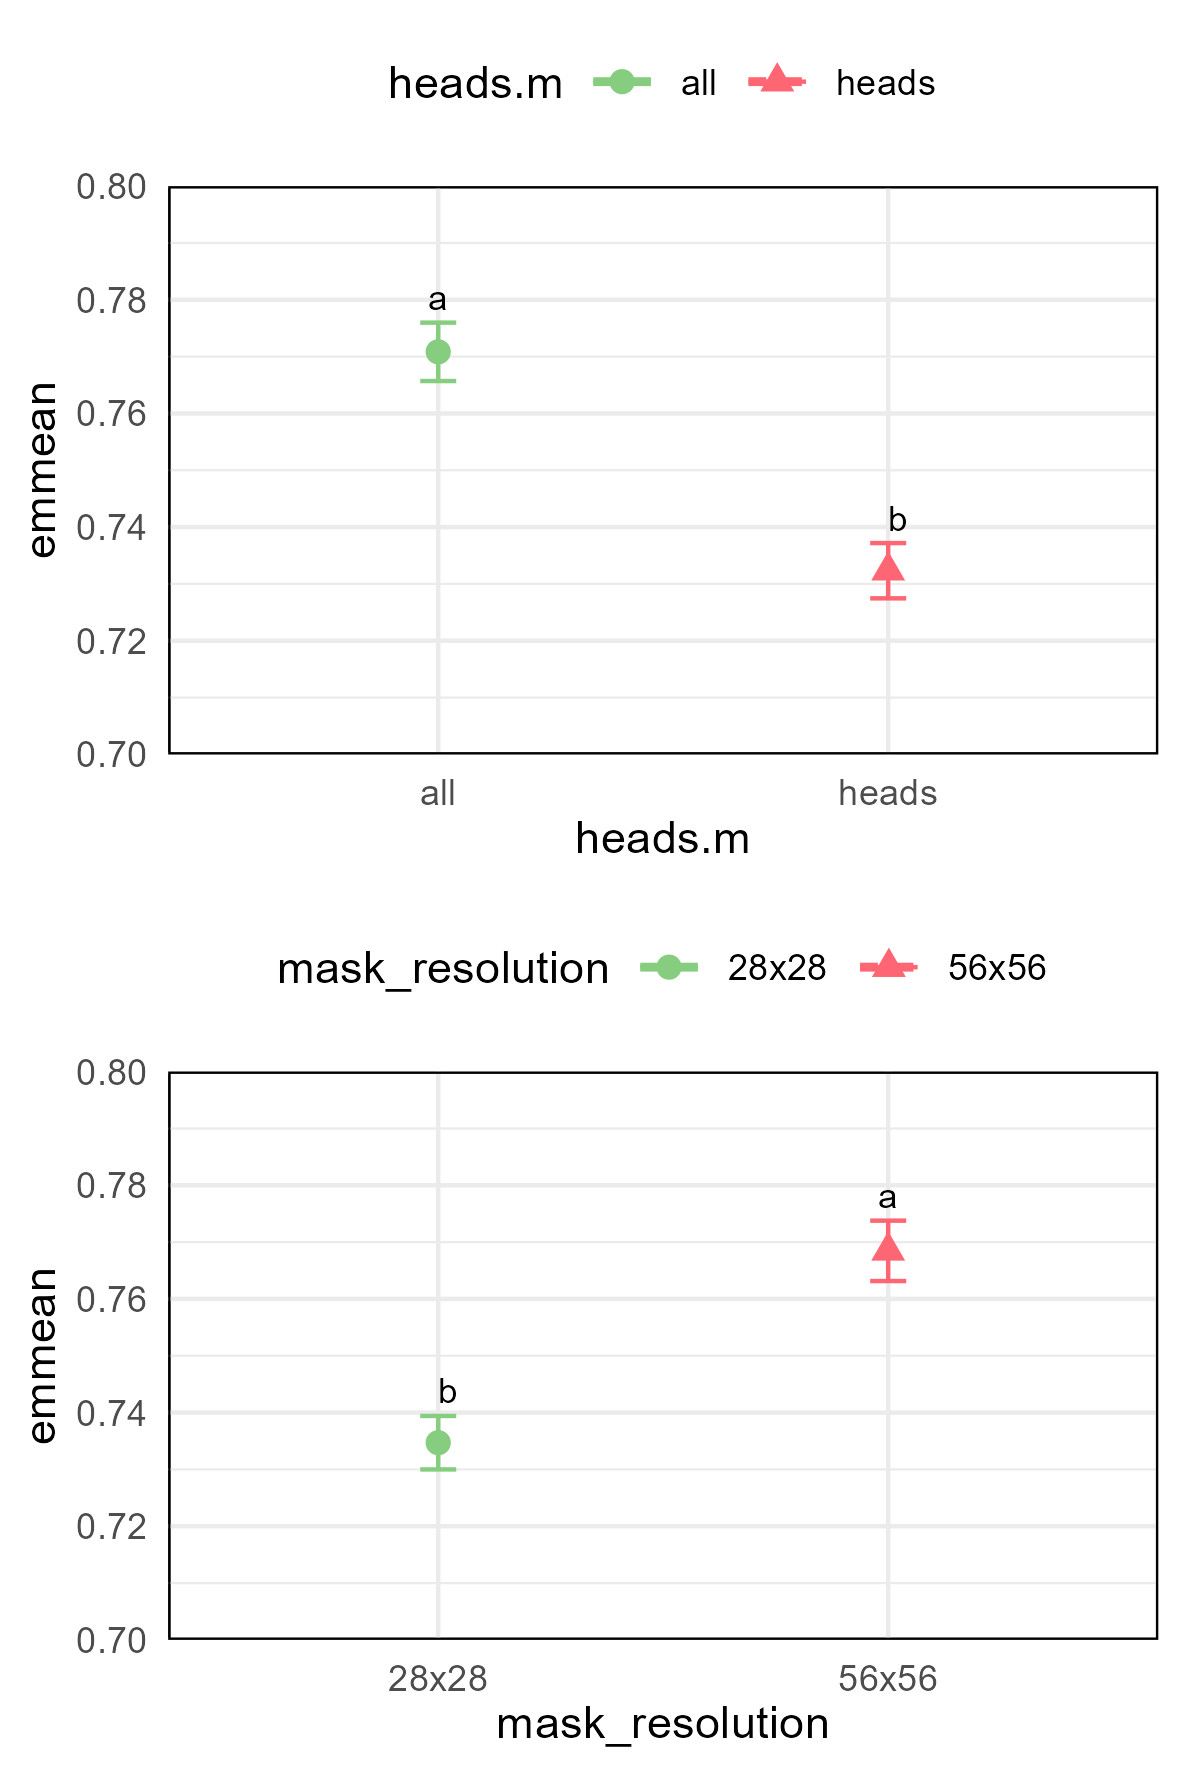 heads.m all heads
0.80
0.78
a
0.76
0.74
b
0.72
0.70
emmean
all heads
heads.m
mask_resolution 28x28 56x56
0.80
0.78
a
0.76
b
0.74
0.72
0.70
emmean
28x28 56x56
mask_resolution